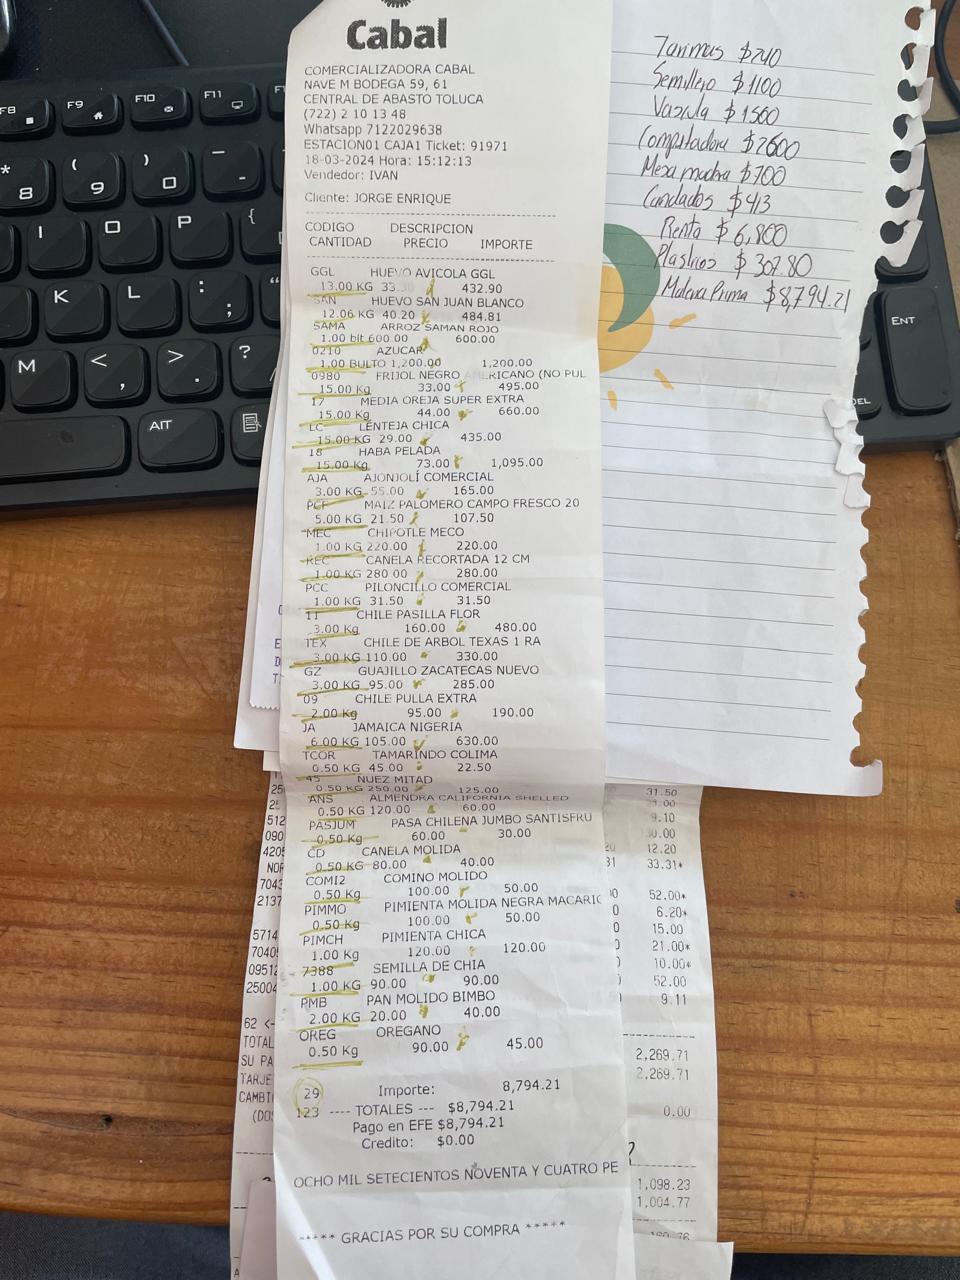 Cabal
COMERCIALIZADORA CABAL
NAVE M BODEGA 59, 61
CENTRAL DE ABASTO TOLUCA
(722) 2 10 13 48
Whatsapp 7122029638
ESTACION01 CAJA1 Ticket: 91971
18-03-2024 Hora: 15:12:13
Vendedor: IVAN
Cliente: JORGE ENRIQUE
CODIGO DESCRIPCION
CANTIDAD PRECIO IMPORTE
GGL HUEVO AVICOLA GGL
13.00 KG 33.30 432.90
SAN HUEVO SAN JUAN BLANCO
12.06 KG 40.20 484.81
SAMA ARROZ SAMAN ROJO
1.00 blt 600.00 600.00
0210 AZUCAR
1.00 BULTO 1,200.00 1,200.00
0980 FRIJOL NEGRO AMERICANO (NO PUL
15.00 Kg 33.00 495.00
17 MEDIA OREJA SUPER EXTRA
15.00 Kg 44.00 660.00
LC LENTEJA CHICA
15.00 KG 29.00 435.00
18 HABA PELADA
15.00 Kg 73.00 1,095.00
AJA AJONJOLÍ COMERCIAL
3.00 KG 55.00 165.00
PCF MAIZ PALOMERO CAMPO FRESCO 20
5.00 KG 21.50 107.50
MEC CHIPOTLE MECO
1.00 KG 220.00 220.00
REC CANELA RECORTADA 12 CM
1.00 KG 280.00 280.00
PCC PILONCILLO COMERCIAL
1.00 KG 31.50 31.50
11 CHILE PASILLA FLOR
3.00 Kg 160.00 480.00
TEX CHILE DE ARBOL TEXAS 1 RA
3.00 KG 110.00 330.00
GZ GUAJILLO ZACATECAS NUEVO
3.00 KG 95.00 285.00
09 CHILE PULLA EXTRA
2.00 Kg 95.00 190.00
JA JAMAICA NIGERIA
6.00 KG 105.00 630.00
TCOR TAMARINDO COLIMA
0.50 KG 45.00 22.50
45 NUEZ MITAD
0.50 KG 250.00 125.00
ANS ALMENDRA CALIFORNIA SHELLED
0.50 KG 120.00 60.00
PASJUM PASA CHILENA JUMBO SANTISFRU
0.50 Kg 60.00 30.00
CD CANELA MOLIDA
0.50 KG 80.00 40.00
COMI2 COMINO MOLIDO
0.50 Kg 100.00 50.00
PIMMO PIMIENTA MOLIDA NEGRA MACARIO
0.50 Kg 100.00 50.00
PIMCH PIMIENTA CHICA
1.00 Kg 120.00 120.00
7388 SEMILLA DE CHIA
1.00 KG 90.00 90.00
PMB PAN MOLIDO BIMBO
2.00 KG 20.00 40.00
OREG OREGANO
0.50 Kg 90.00 45.00
29 Importe: 8,794.21
123 ---- TOTALES --- $8,794.21
Pago en EFE $8,794.21
Credito: $0.00
OCHO MIL SETECIENTOS NOVENTA Y CUATRO PE
***** GRACIAS POR SU COMPRA *****
Tarimas $240
Semillero $1100
Vazcula $1560
Computadora $2600
Mesa madra $700
Candados $413
Renta $6,800
Plasticos $307.80
Materia Prima $8,794.21
31.50
9.10
12.20
33.31*
52.00*
6.20*
15.00
21.00*
10.00*
52.00
9.11
62 <-
TOTAL
SU PA
TARJE
CAMBI
(DOS
2,269.71
2,269.71
0.00
1,098.23
1,004.77
F8
F9
F10
F11
*
8
(
9
)
0
_
-
I
O
P
{
[
K
L
:
;
M
<
,
>
.
?
Alt
ENT
DEL